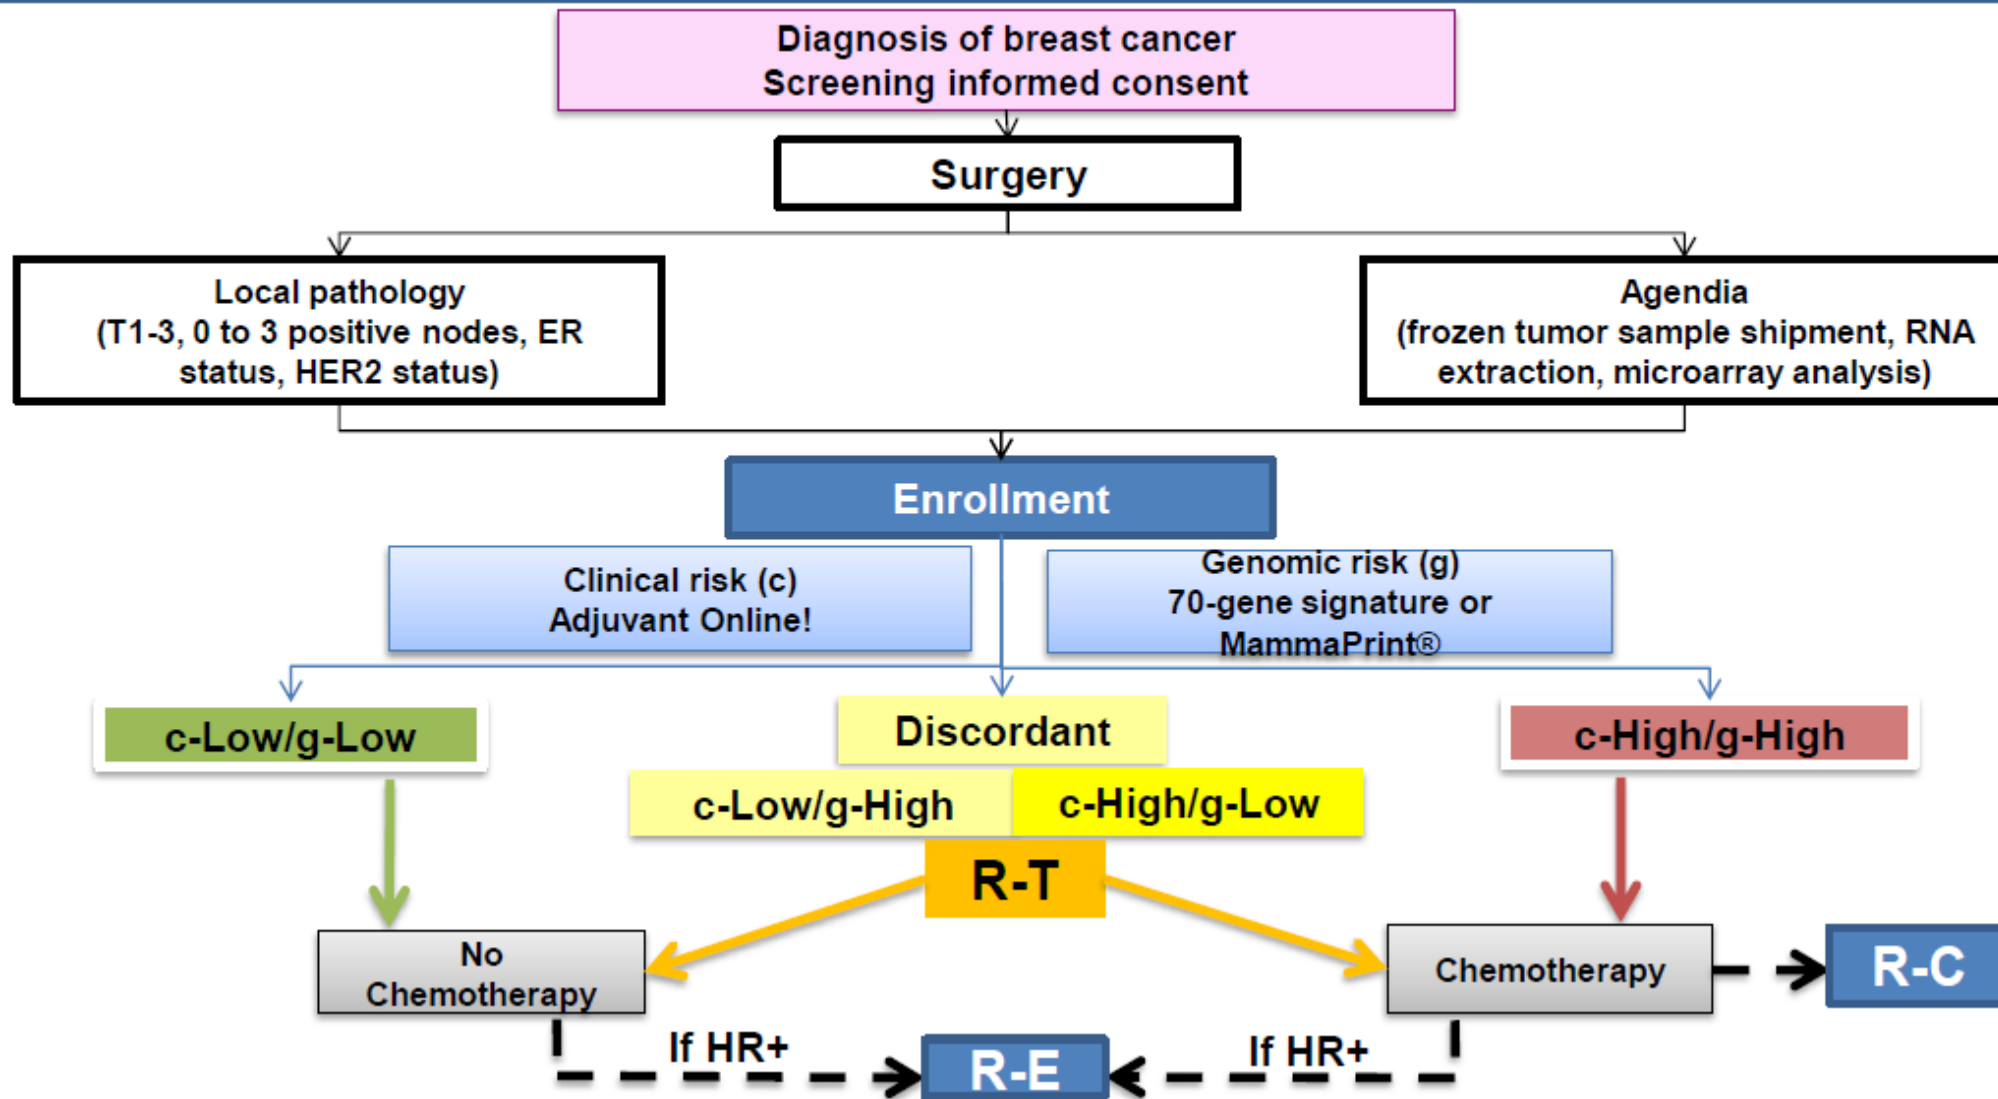 Diagnosis of breast cancer
Screening informed consent
Surgery
Local pathology
(T1-3, 0 to 3 positive nodes, ER
status, HER2 status)
Agendia
(frozen tumor sample shipment, RNA
extraction, microarray analysis)
Enrollment
Clinical risk (c)
Adjuvant Online!
Genomic risk (g)
70-gene signature or
MammaPrint®
c-Low/g-Low
Discordant
c-High/g-High
c-Low/g-High
c-High/g-Low
R-T
No
Chemotherapy
Chemotherapy
R-C
If HR+
R-E
If HR+